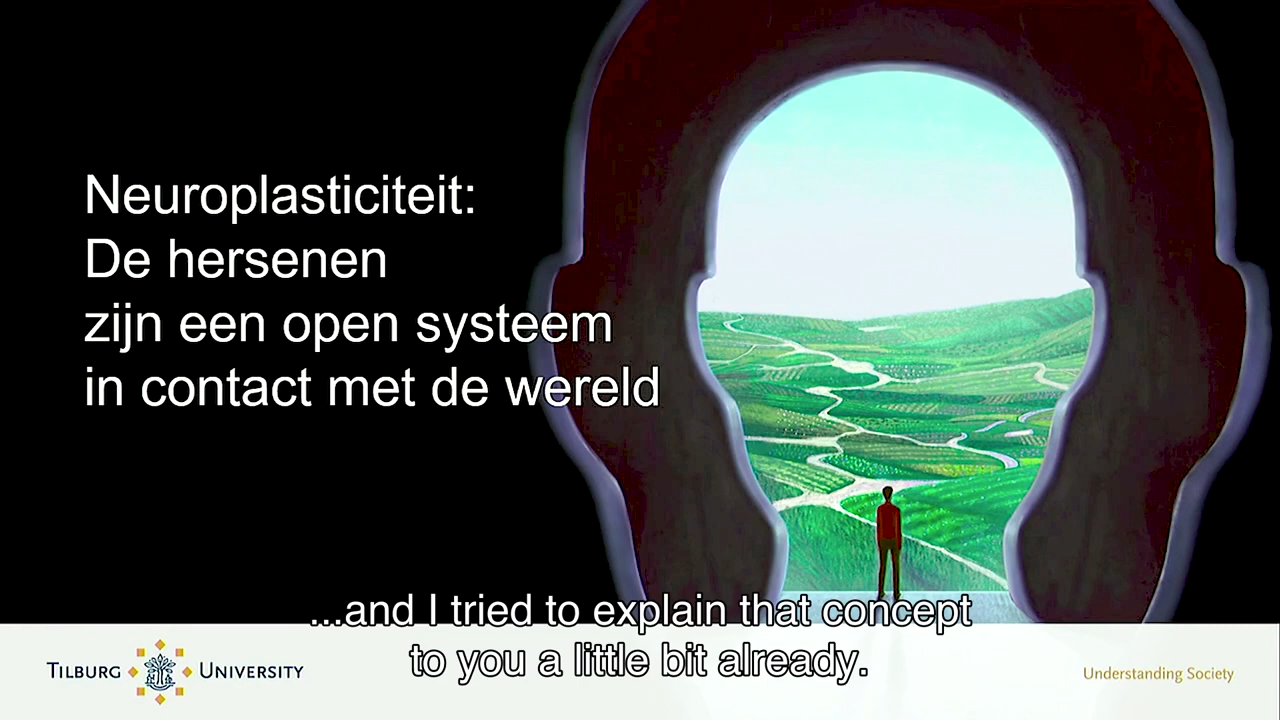 Neuroplasticiteit:
De hersenen
zijn een open systeem
in contact met de wereld
...and I tried to explain that concept
to you a little bit already.
TILBURG UNIVERSITY
Understanding Society